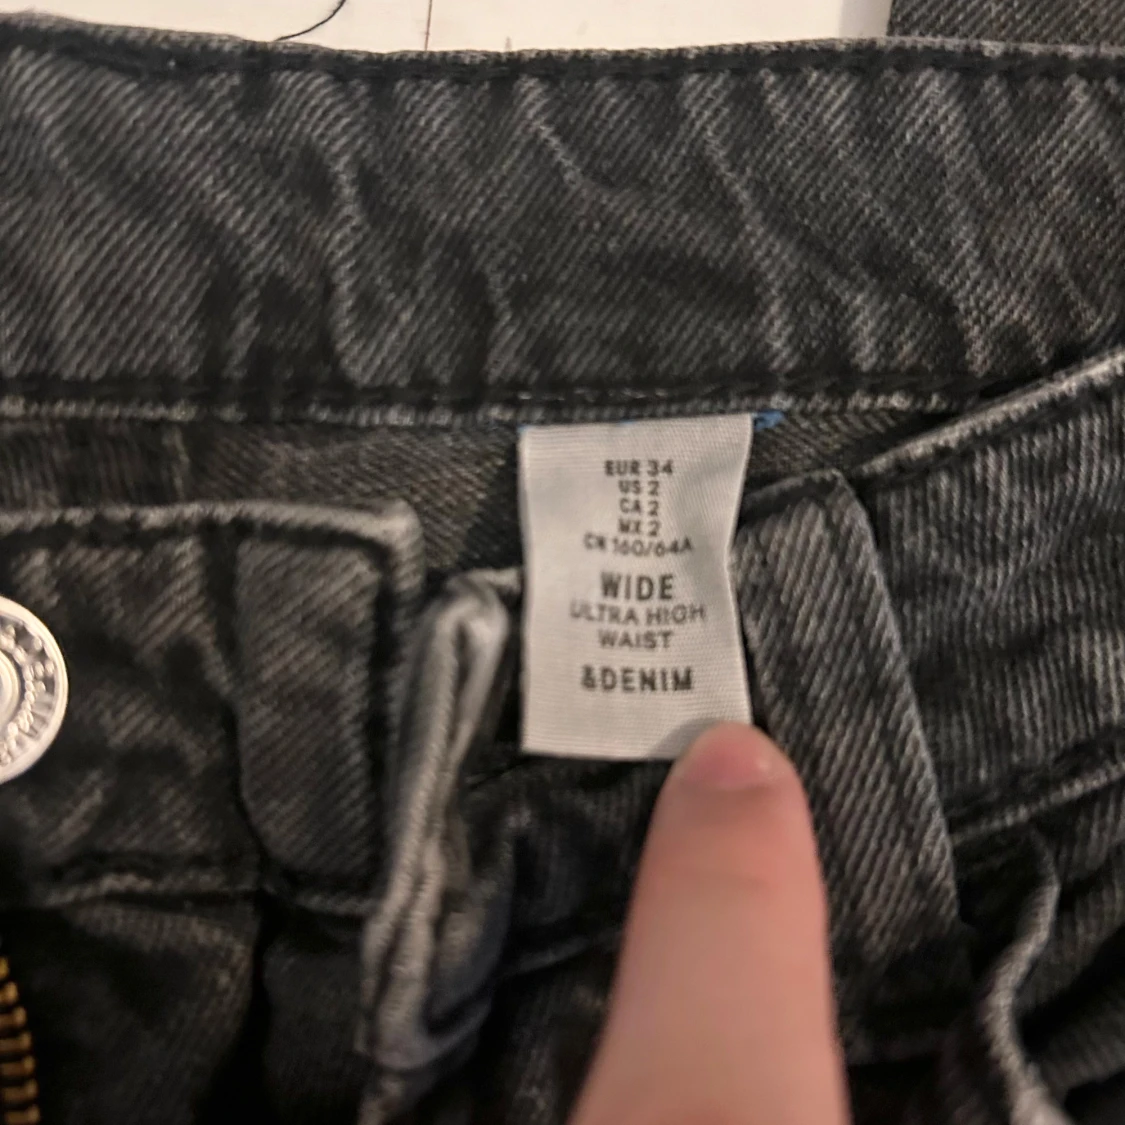 EUR 34
US 2
CA 2
MX 2
CN 160/64A
WIDE
ULTRA HIGH
WAIST
&DENIM